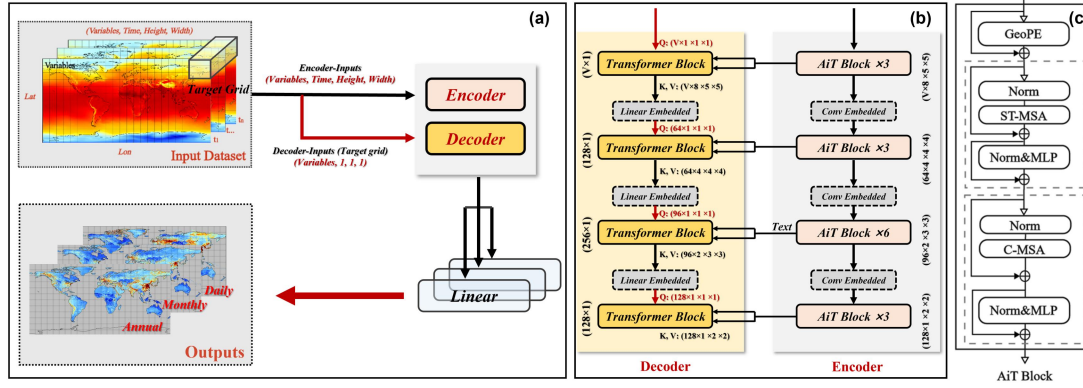 (a)
(Variables, Time, Height, Width)
Variables
Target Grid
Lat
Lon
t₁
t...
tₙ
Input Dataset
Encoder-Inputs
(Variables, Time, Height, Width)
Decoder-Inputs (Target grid)
(Variables, 1, 1, 1)
Encoder
Decoder
Linear
Daily
Monthly
Annual
Outputs
(b)
Q: (V×1 ×1 ×1)
(V×1)
Transformer Block
AiT Block ×3
(V×8 ×5 ×5)
K, V: (V×8 ×5 ×5)
Linear Embedded
Conv Embedded
Q: (64×1 ×1 ×1)
(128×1)
Transformer Block
AiT Block ×3
(64×4 ×4 ×4)
K, V: (64×4 ×4 ×4)
Linear Embedded
Conv Embedded
Q: (96×1 ×1 ×1)
(256×1)
Transformer Block
Text
AiT Block ×6
(96×2 ×3 ×3)
K, V: (96×2 ×3 ×3)
Linear Embedded
Conv Embedded
Q: (128×1 ×1 ×1)
(128×1)
Transformer Block
AiT Block ×3
(128×1 ×2 ×2)
K, V: (128×1 ×2 ×2)
Decoder
Encoder
(c)
GeoPE
Norm
ST-MSA
Norm&MLP
Norm
C-MSA
Norm&MLP
AiT Block